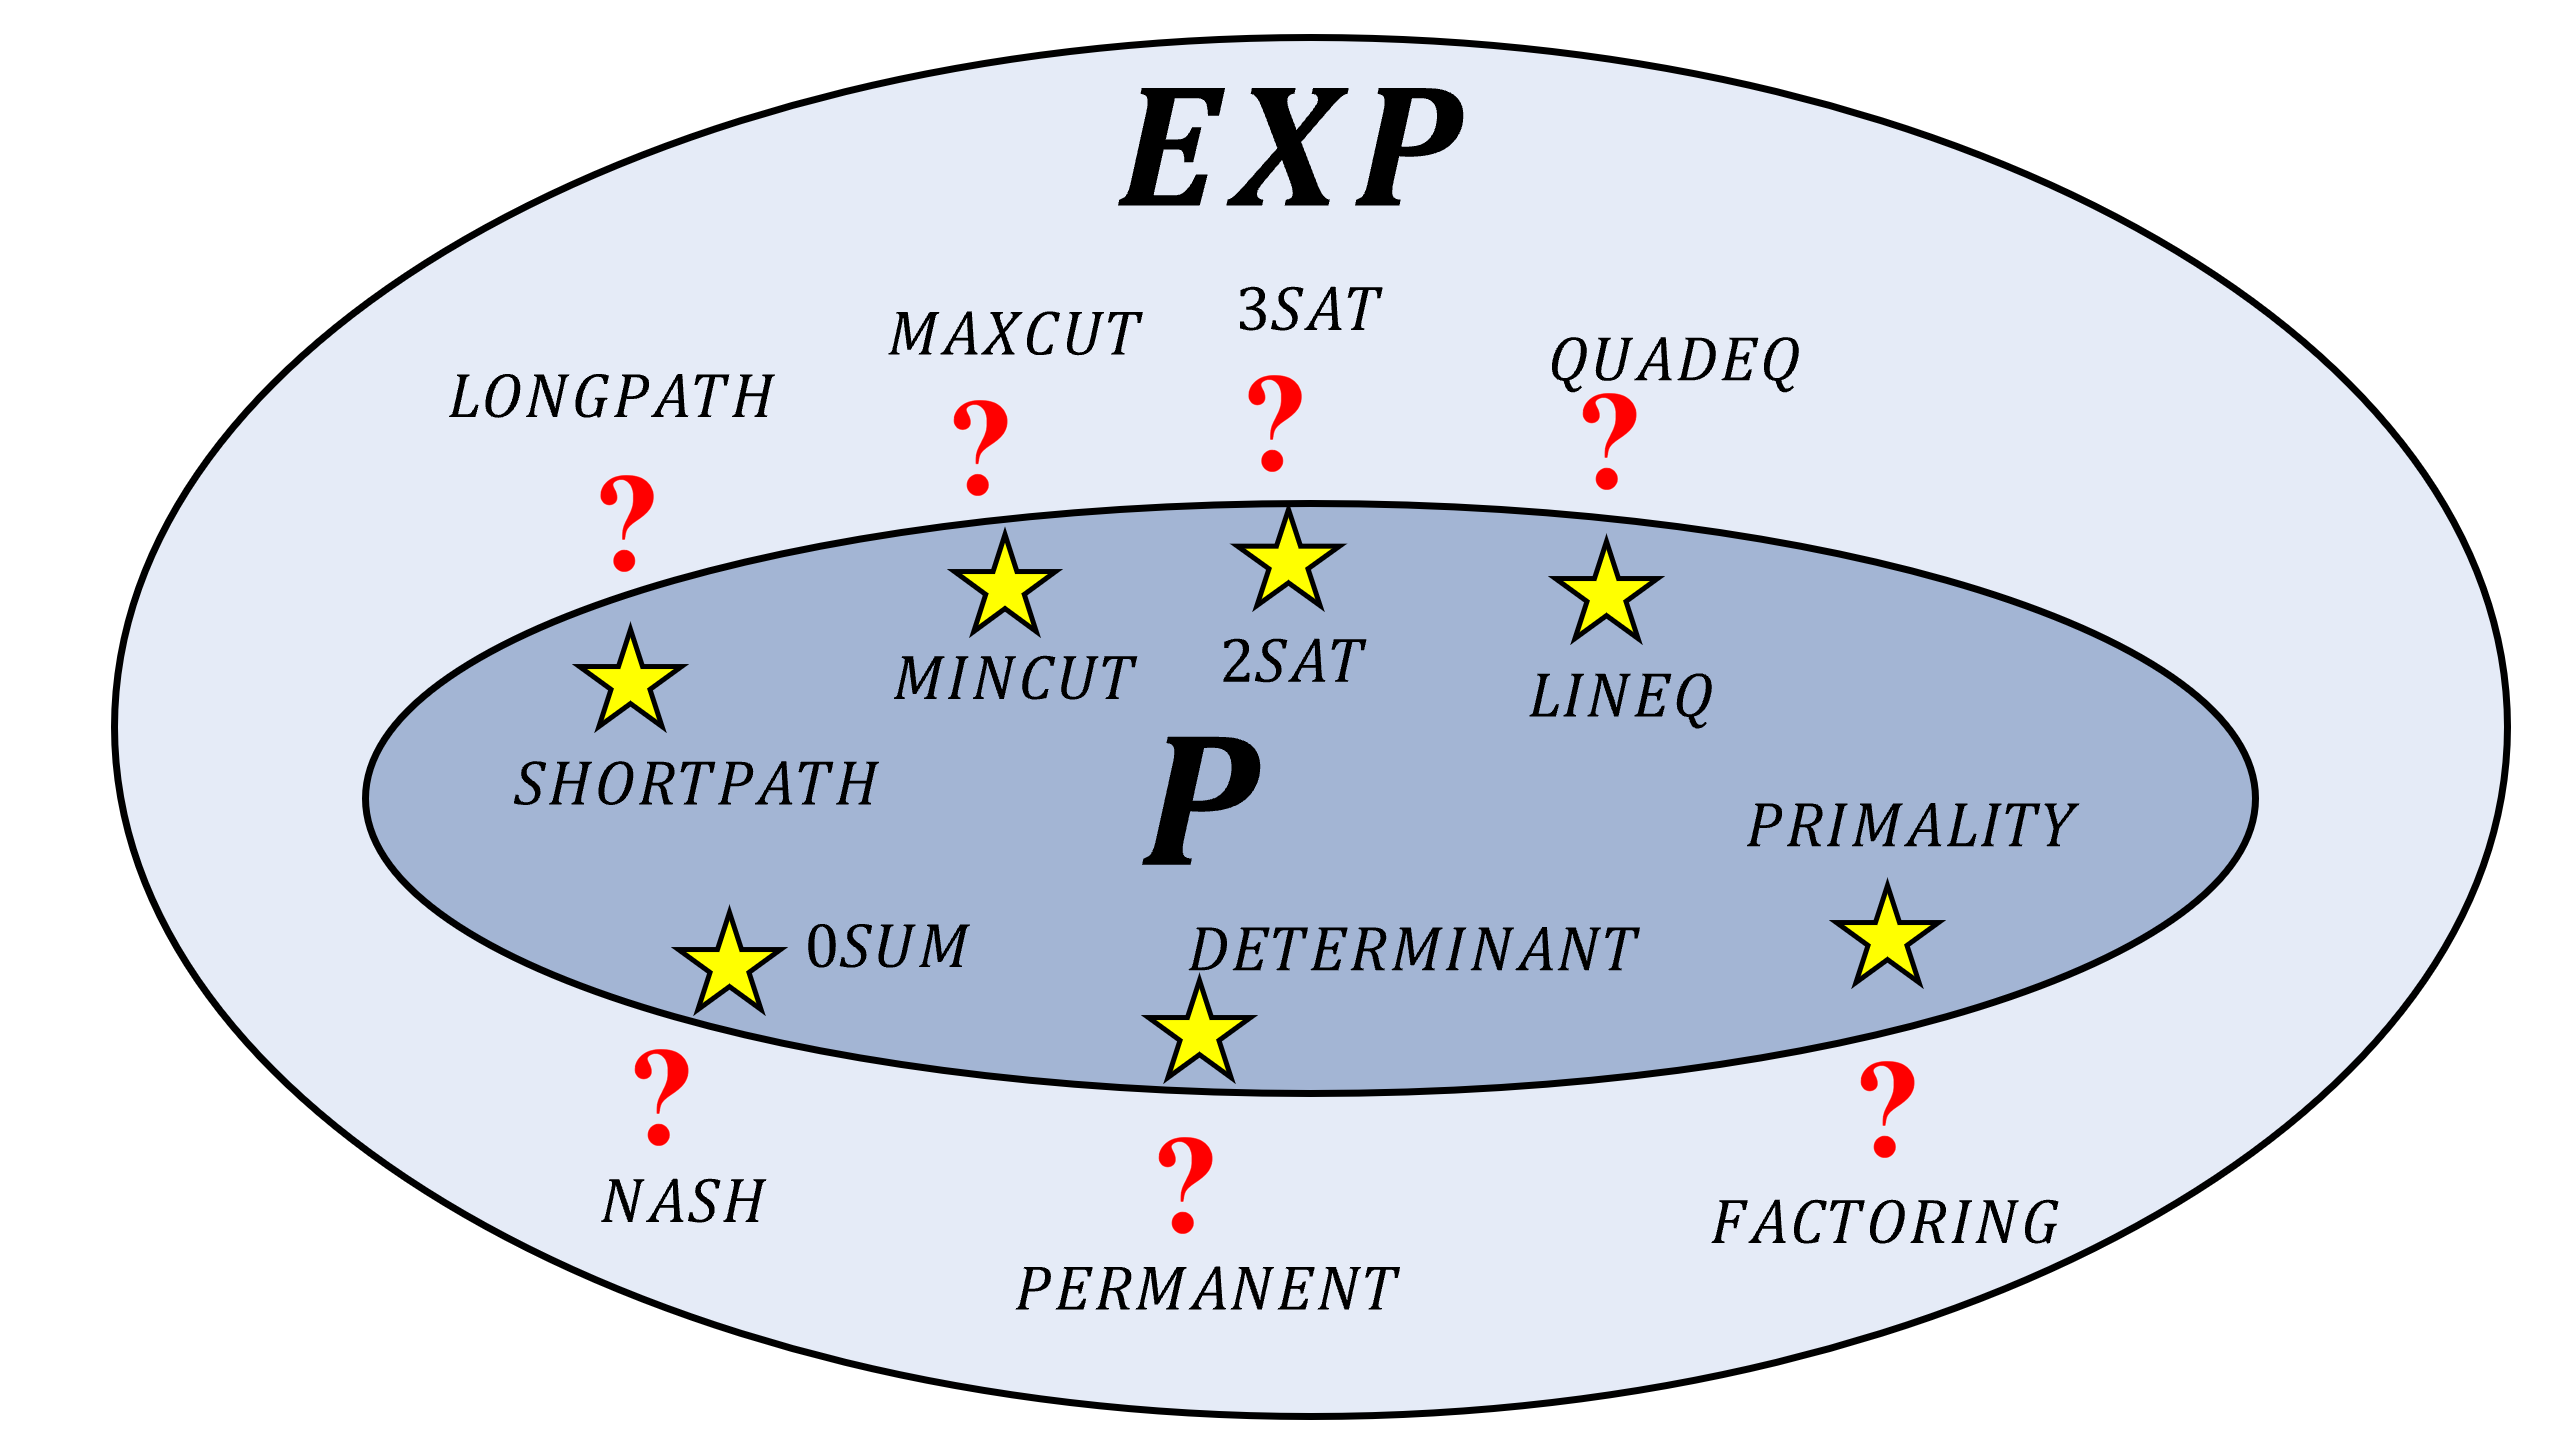 EXP
3SAT
MAXCUT
QUADEQ
LONGPATH
?
?
?
?
MINCUT
2SAT
LINEQ
SHORTPATH
P
PRIMALITY
0SUM
DETERMINANT
?
?
?
NASH
FACTORING
PERMANENT